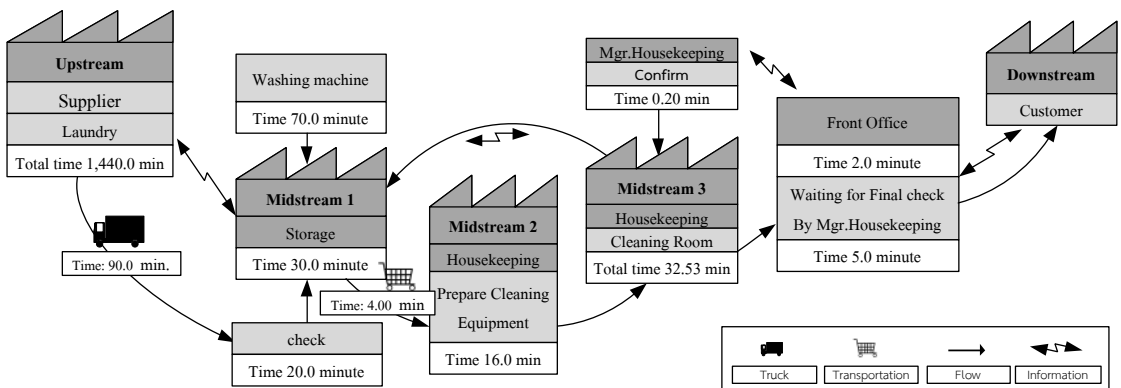 Upstream
Supplier
Laundry
Total time 1,440.0 min
Time: 90.0 min.
Washing machine
Time 70.0 minute
Midstream 1
Storage
Time 30.0 minute
check
Time 20.0 minute
Time: 4.00 min
Midstream 2
Housekeeping
Prepare Cleaning
Equipment
Time 16.0 min
Mgr.Housekeeping
Confirm
Time 0.20 min
Midstream 3
Housekeeping
Cleaning Room
Total time 32.53 min
Front Office
Time 2.0 minute
Waiting for Final check
By Mgr.Housekeeping
Time 5.0 minute
Downstream
Customer
Truck
Transportation
Flow
Information